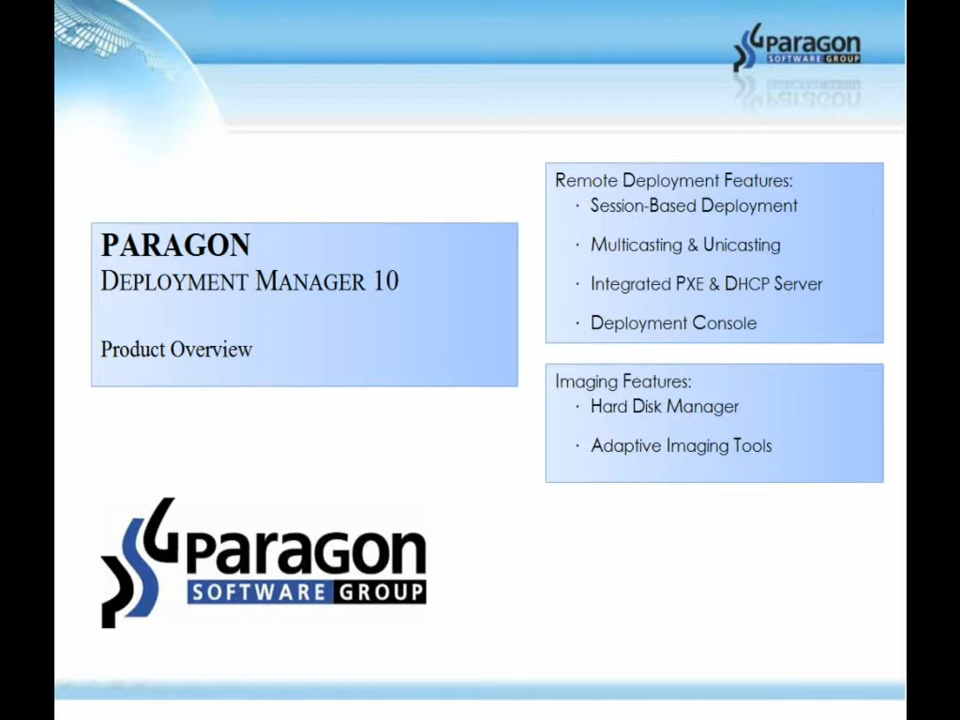 Paragon
SOFTWARE GROUP
PARAGON
DEPLOYMENT MANAGER 10
Product Overview
Remote Deployment Features:
· Session-Based Deployment
· Multicasting & Unicasting
· Integrated PXE & DHCP Server
· Deployment Console
Imaging Features:
· Hard Disk Manager
· Adaptive Imaging Tools
Paragon
SOFTWARE GROUP